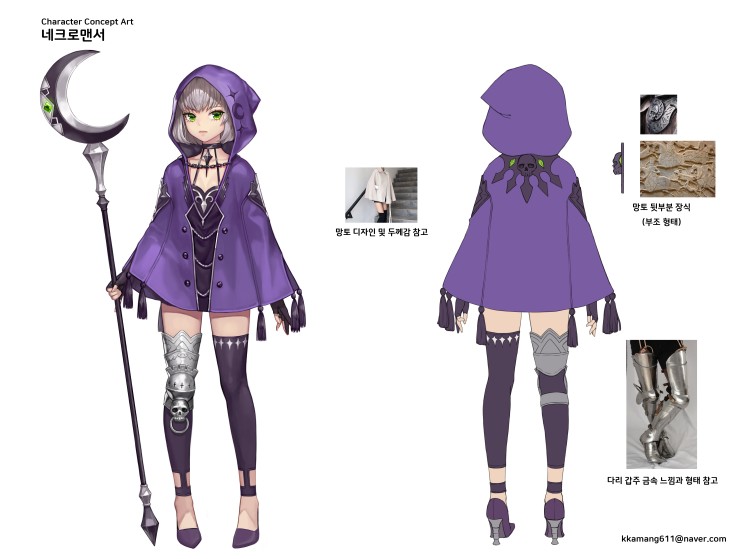 Character Concept Art
네크로맨서
망토 디자인 및 두께감 참고
망토 뒷부분 장식
(부조 형태)
다리 갑주 금속 느낌과 형태 참고
kkamang611@naver.com